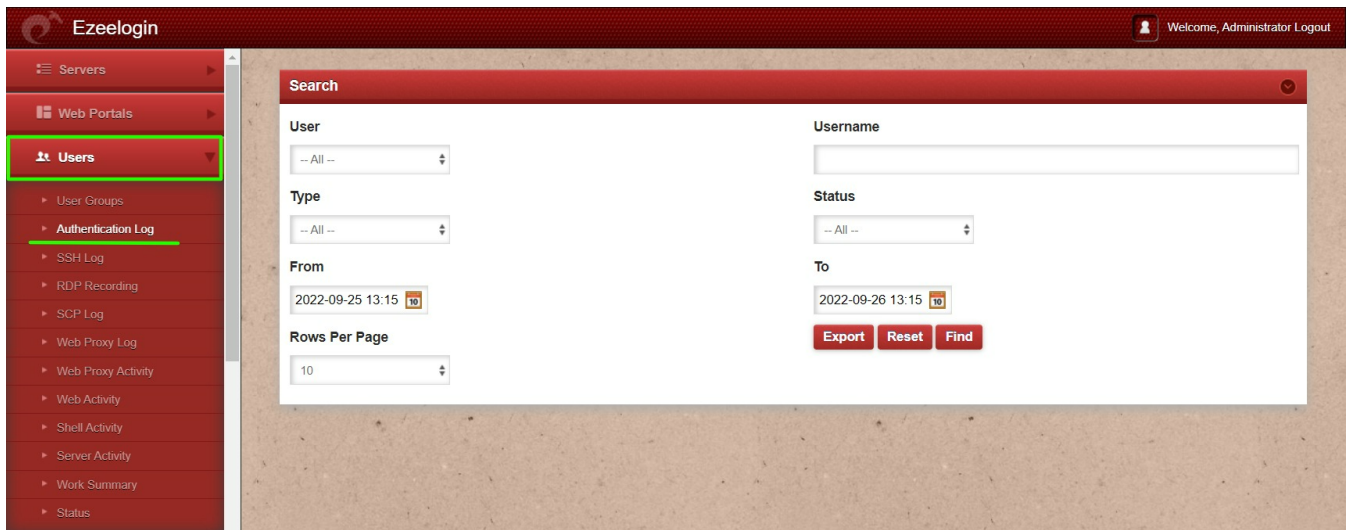 Ezeelogin
Welcome, Administrator Logout
Servers
Web Portals
Users
User Groups
Authentication Log
SSH Log
RDP Recording
SCP Log
Web Proxy Log
Web Proxy Activity
Web Activity
Shell Activity
Server Activity
Work Summary
Status
Search
User
Username
-- All --
Type
Status
-- All --
-- All --
From
To
2022-09-25 13:15 10
2022-09-26 13:15 10
Rows Per Page
Export Reset Find
10